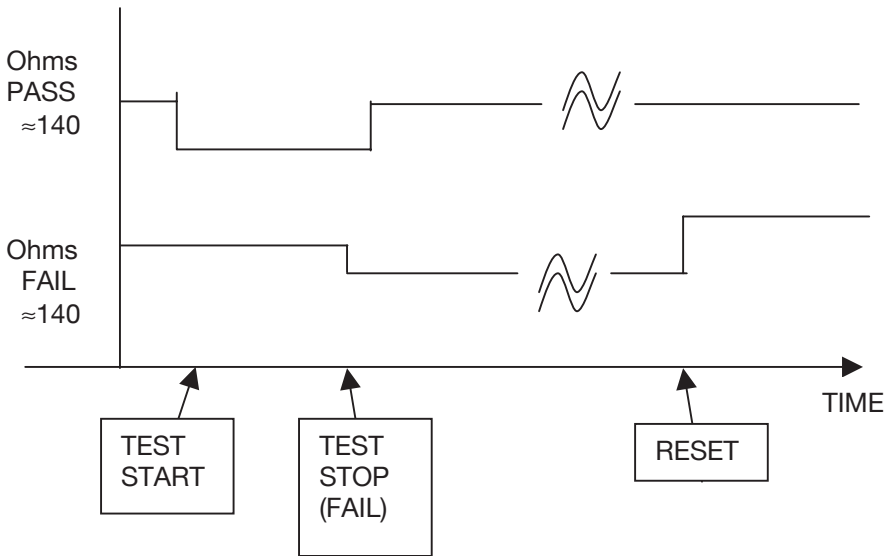 Ohms
PASS
≈140
Ohms
FAIL
≈140
TIME
TEST
START
TEST
STOP
(FAIL)
RESET